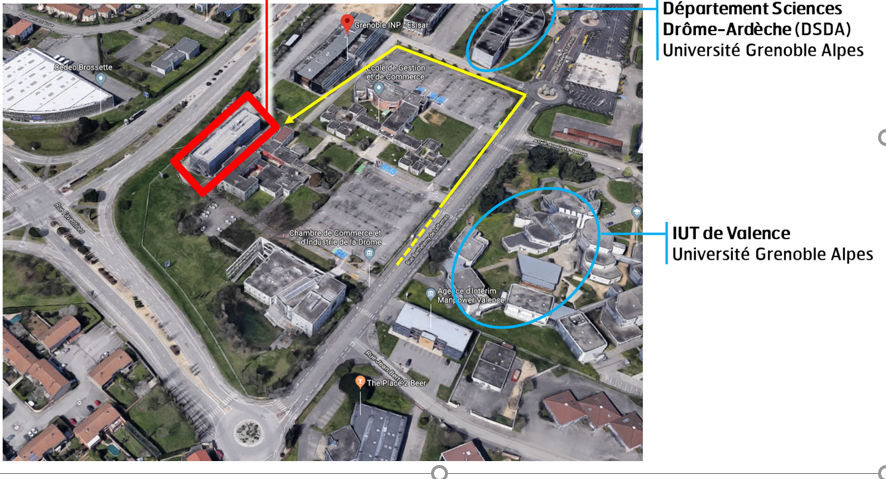 Département Sciences
Drôme-Ardèche (DSDA)
Université Grenoble Alpes
Grenoble INP - Esisar
École de Gestion
et de Commerce
Sedeo Brossette
Chambre de Commerce et
d'Industrie de la Drôme
IUT de Valence
Université Grenoble Alpes
Agence d'Intérim
Manpower Valence
The Place 2 Beer